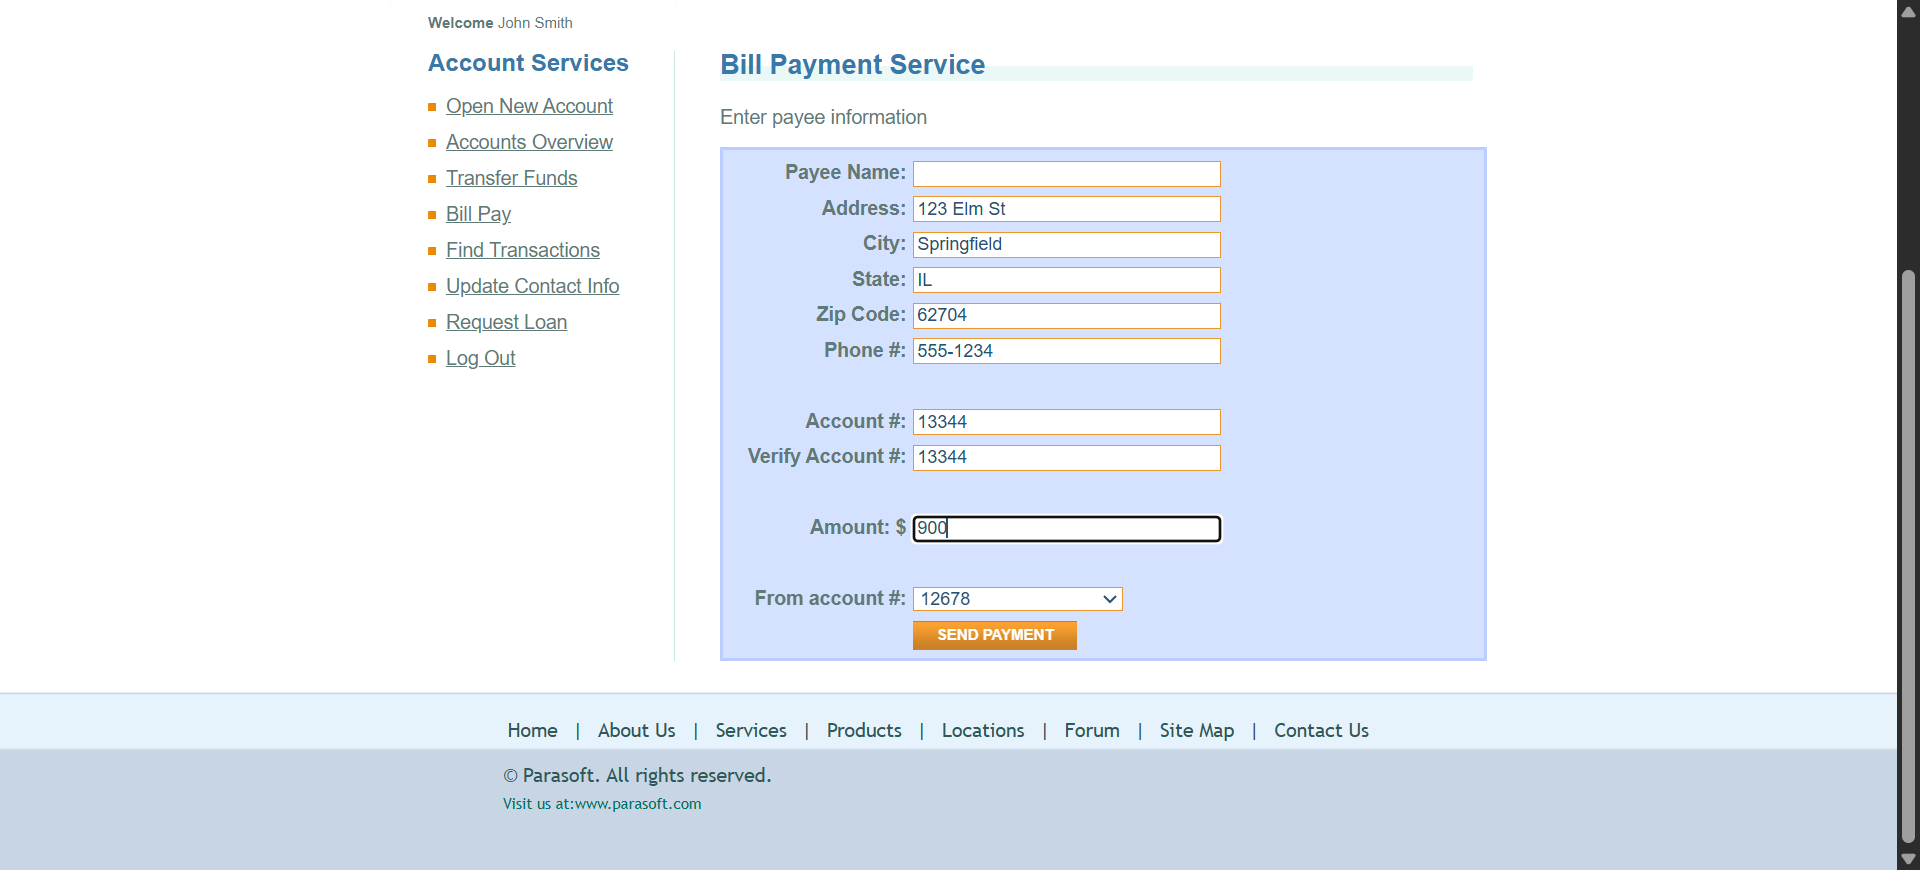 Welcome John Smith
Account Services
Open New Account
Accounts Overview
Transfer Funds
Bill Pay
Find Transactions
Update Contact Info
Request Loan
Log Out
Bill Payment Service
Enter payee information
Payee Name:
Address: 123 Elm St
City: Springfield
State: IL
Zip Code: 62704
Phone #: 555-1234
Account #: 13344
Verify Account #: 13344
Amount: $ 900
From account #: 12678
SEND PAYMENT
Home | About Us | Services | Products | Locations | Forum | Site Map | Contact Us
© Parasoft. All rights reserved.
Visit us at:www.parasoft.com